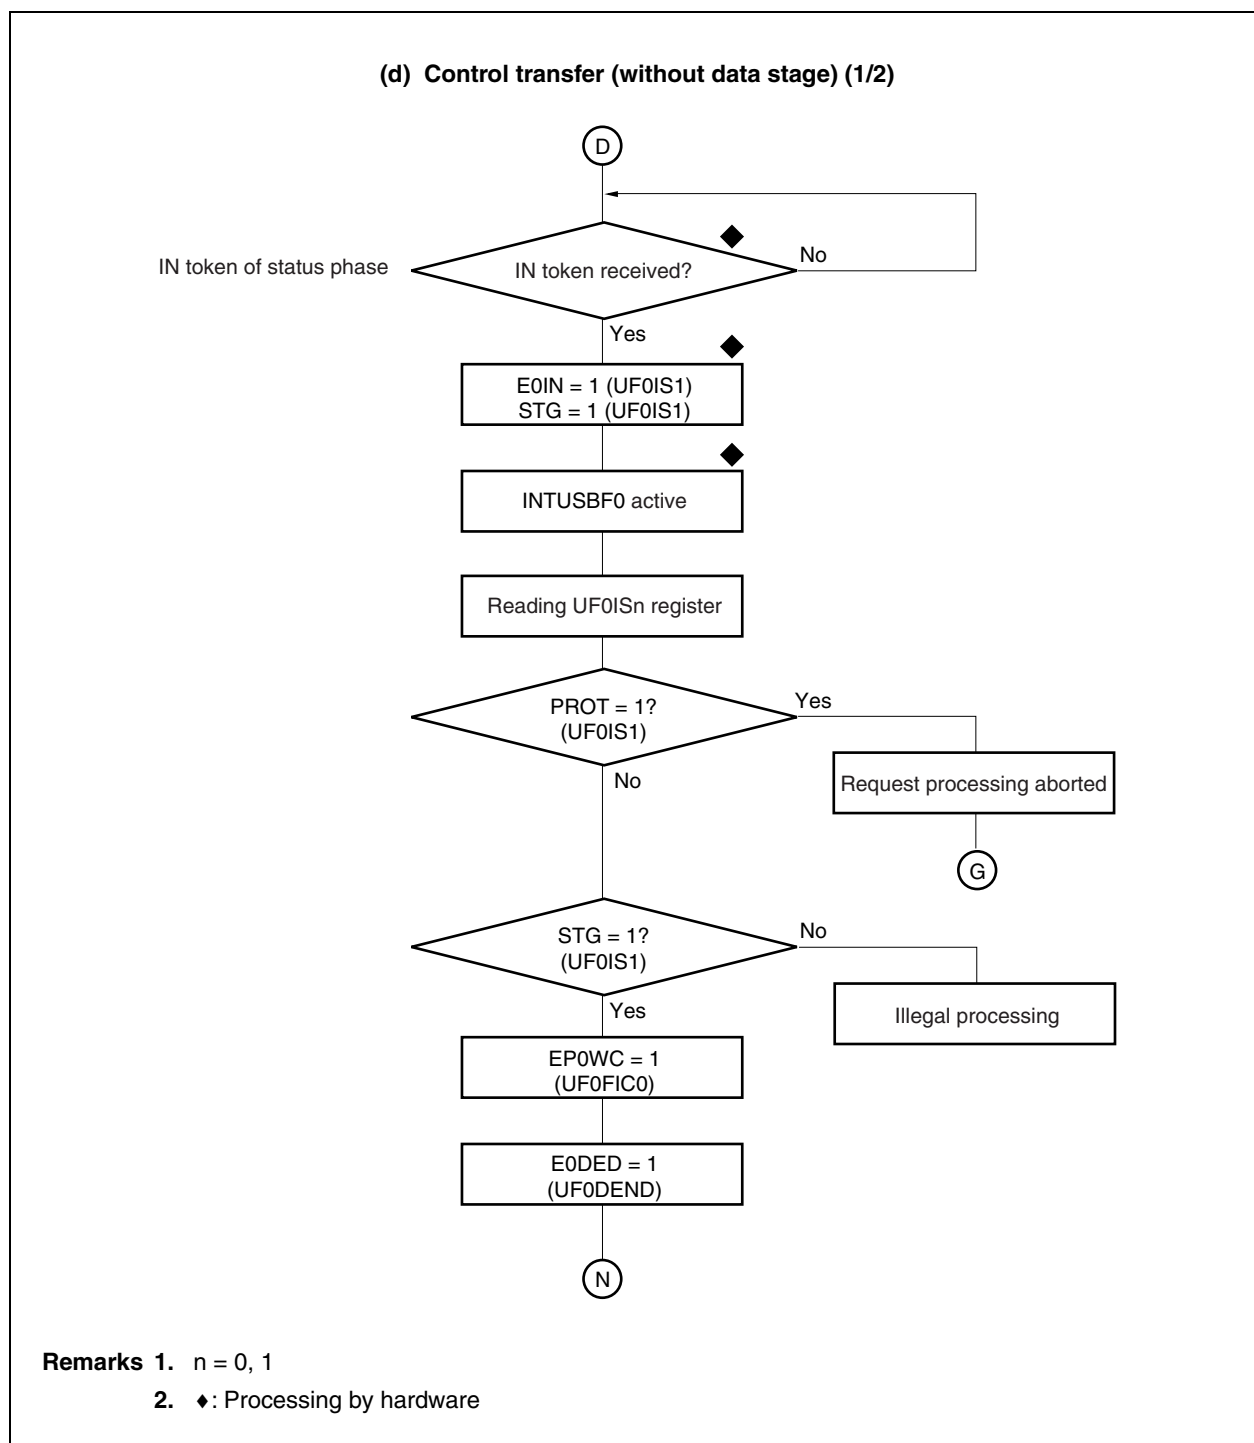 (d) Control transfer (without data stage) (1/2)
D
IN token of status phase
IN token received?
No
Yes
E0IN = 1 (UF0IS1)
STG = 1 (UF0IS1)
INTUSBF0 active
Reading UF0ISn register
PROT = 1?
(UF0IS1)
Yes
No
Request processing aborted
G
STG = 1?
(UF0IS1)
No
Yes
Illegal processing
EP0WC = 1
(UF0FIC0)
E0DED = 1
(UF0DEND)
N
Remarks 1. n = 0, 1
2. ♦: Processing by hardware